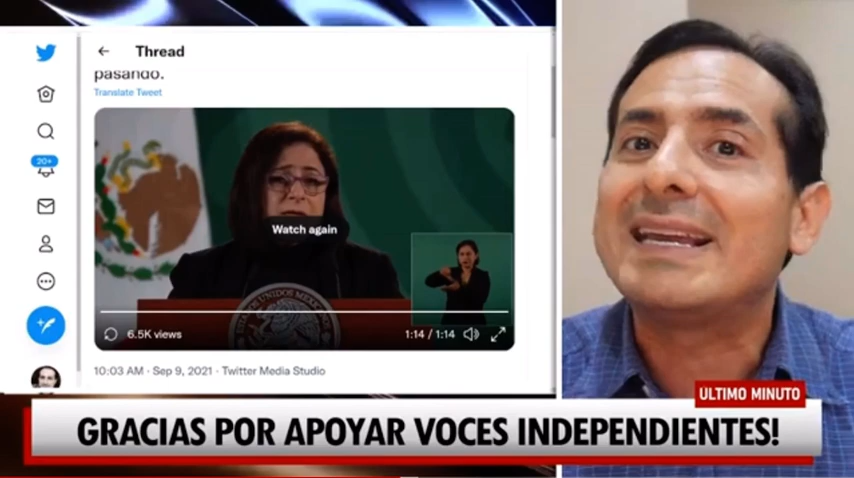 Thread
pasando.
Translate Tweet
20+
Watch again
6.5K views
1:14 / 1:14
10:03 AM · Sep 9, 2021 · Twitter Media Studio
ULTIMO MINUTO
GRACIAS POR APOYAR VOCES INDEPENDIENTES!